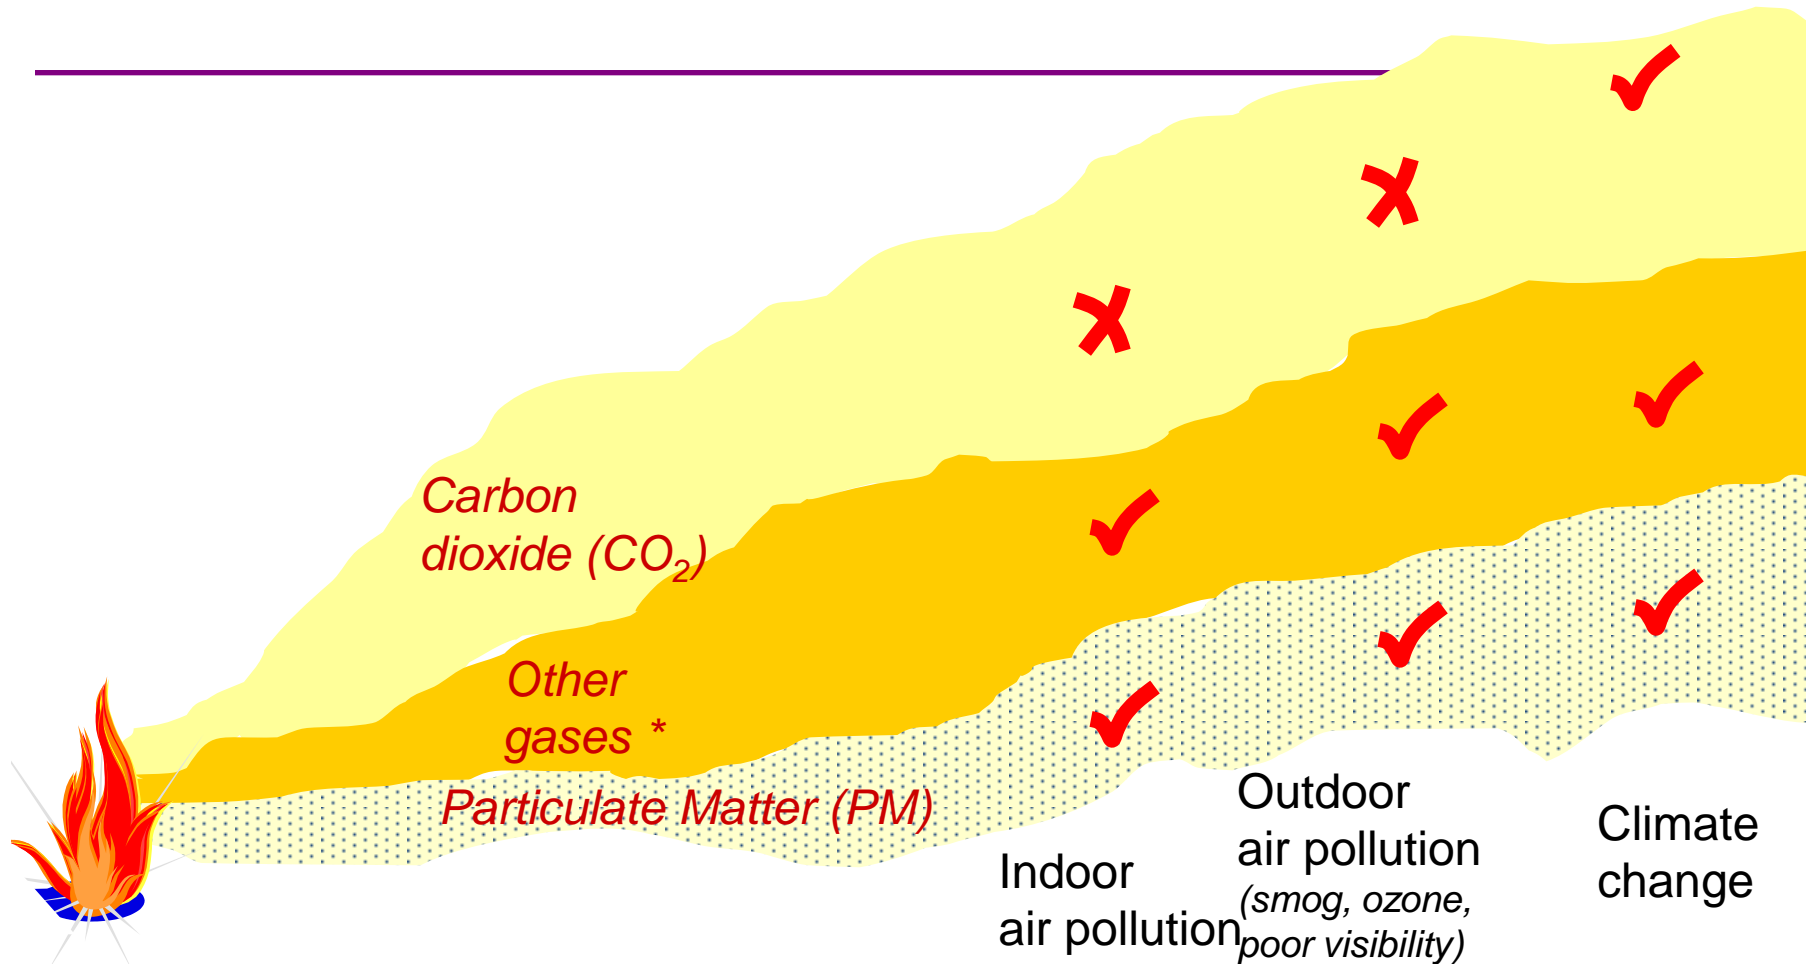 Carbon
dioxide (CO₂)
Other
gases *
Particulate Matter (PM)
Indoor
air pollution
Outdoor
air pollution
(smog, ozone,
poor visibility)
Climate
change